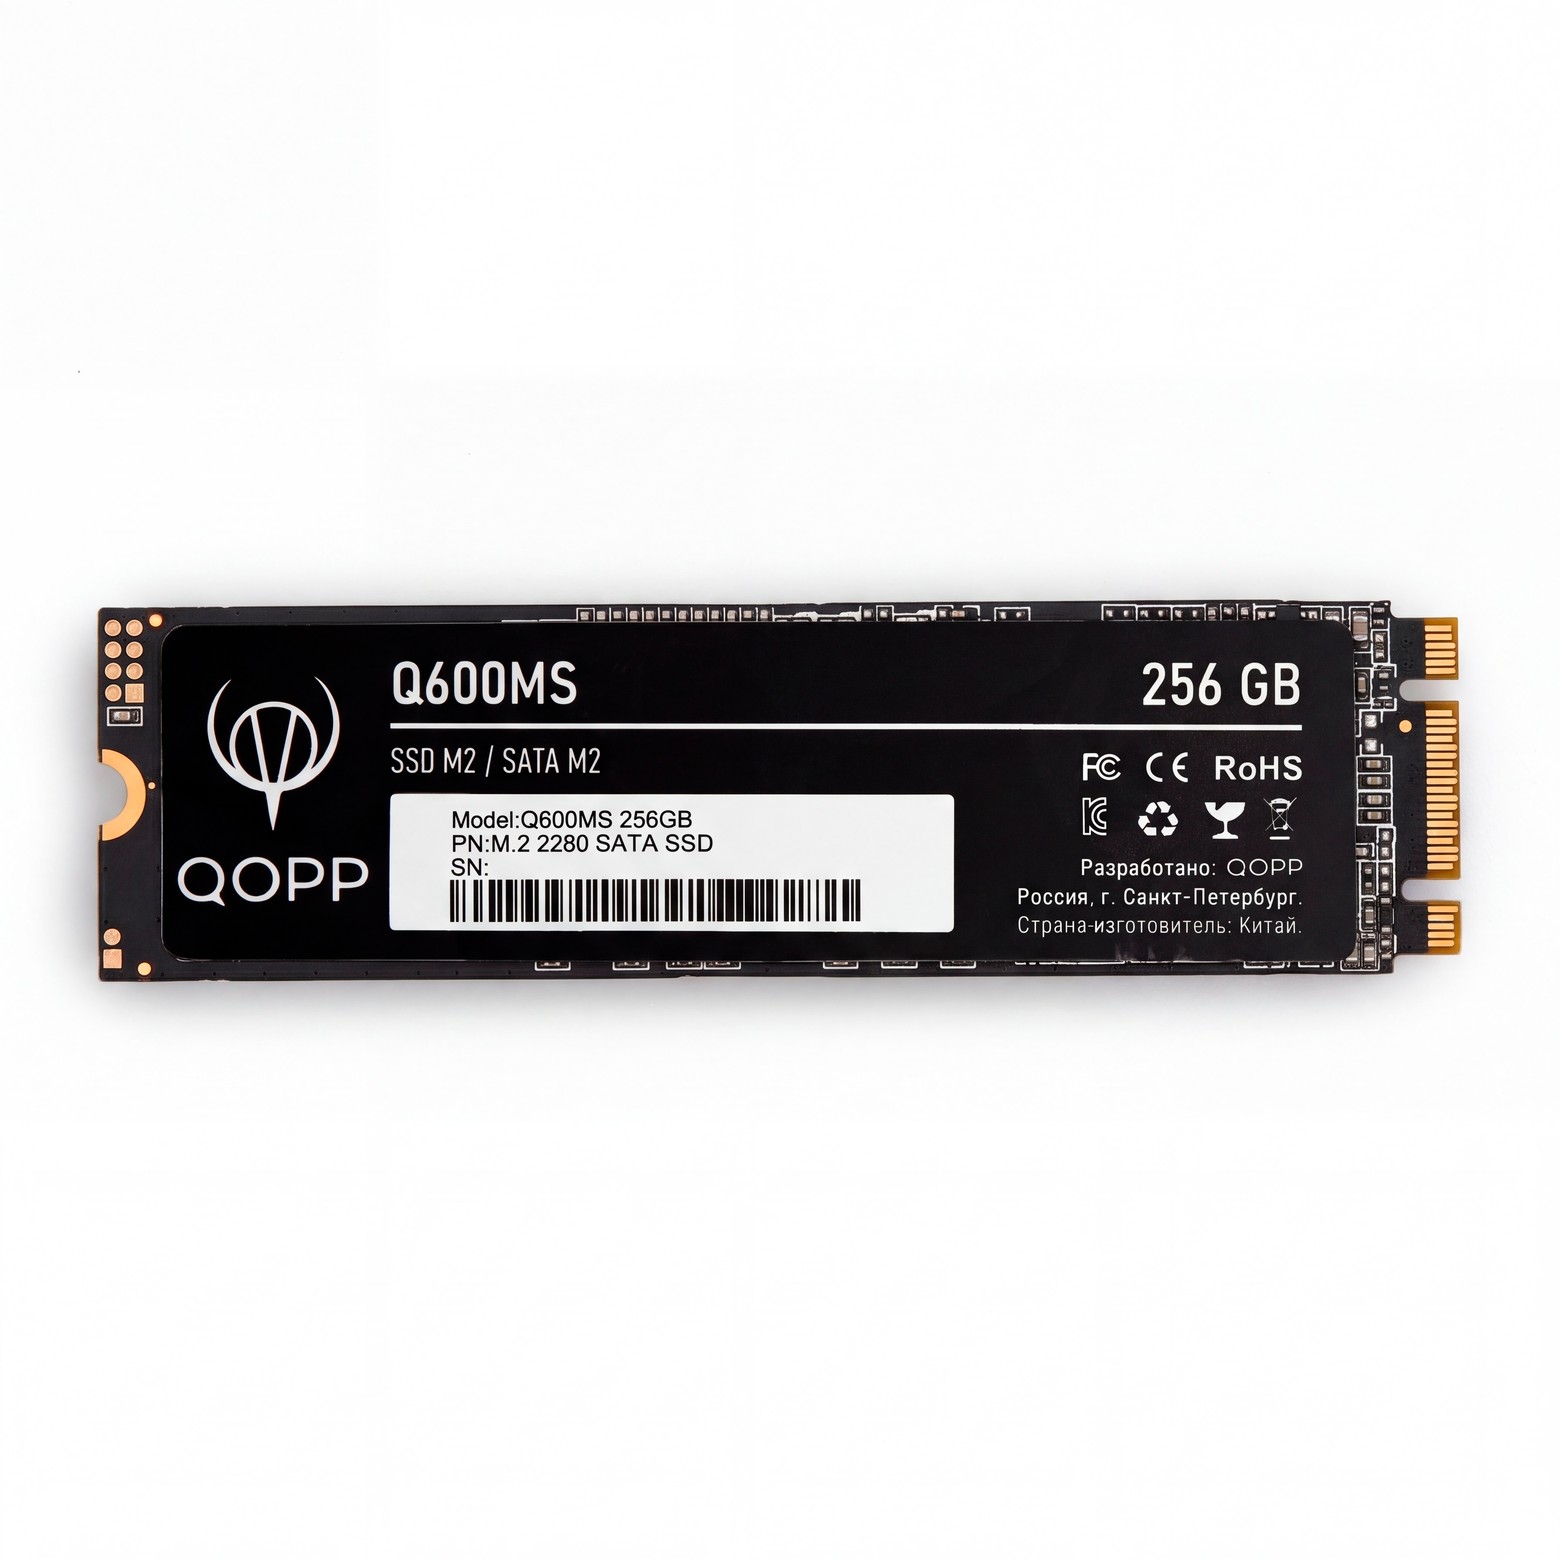 Q600MS
256 GB
SSD M2 / SATA M2
Model:Q600MS 256GB
PN:M.2 2280 SATA SSD
SN:
QOPP
FC CE RoHS
Разработано: QOPP
Россия, г. Санкт-Петербург.
Страна-изготовитель: Китай.